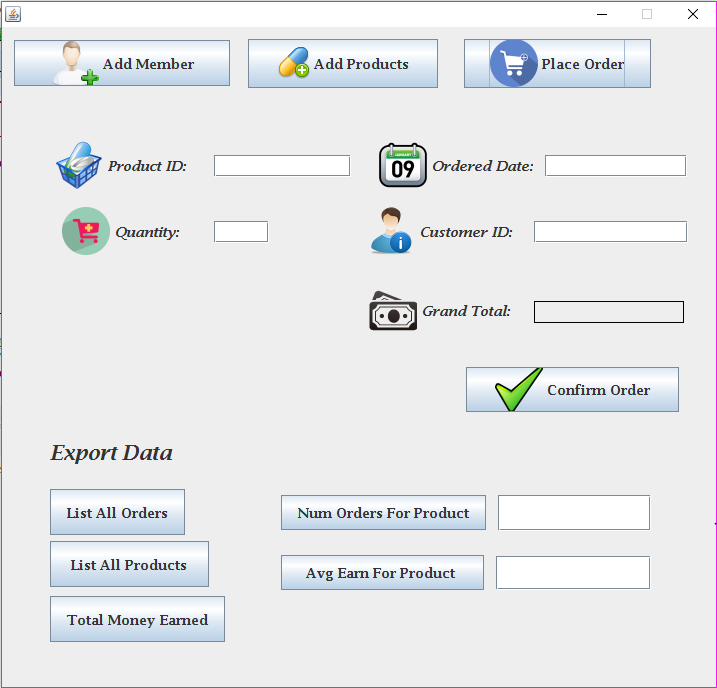 Add Member
Add Products
Place Order
Product ID:
09
Ordered Date:
Quantity:
Customer ID:
Grand Total:
Confirm Order
Export Data
List All Orders
Num Orders For Product
List All Products
Avg Earn For Product
Total Money Earned